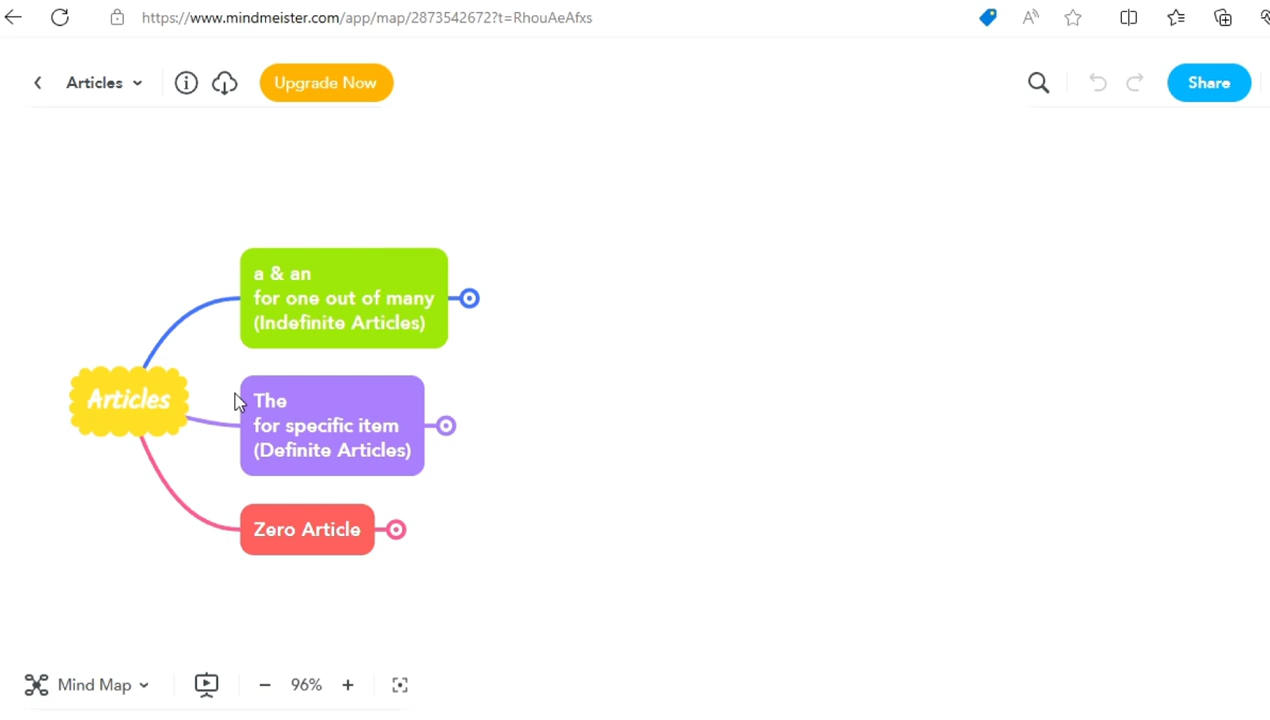 https://www.mindmeister.com/app/map/2873542672?t=RhouAeAfxs
Articles
Upgrade Now
Share
a & an
for one out of many
(Indefinite Articles)
Articles
The
for specific item
(Definite Articles)
Zero Article
Mind Map
96%